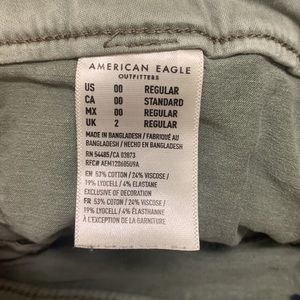 AMERICAN EAGLE
OUTFITTERS
US 00 REGULAR
CA 00 STANDARD
MX 00 REGULAR
UK 2 REGULAR
MADE IN BANGLADESH / FABRIQUÉ AU
BANGLADESH / HECHO EN BANGLADESH
RN 54485/CA 03873
RFC# AEM1206050U9A
EN 53% COTTON / 24% VISCOSE /
19% LYOCELL / 4% ELASTANE
EXCLUSIVE OF DECORATION
FR 53% COTON / 24% VISCOSE /
19% LYOCELL / 4% ÉLASTHANNE
À L'EXCEPTION DE LA GARNITURE